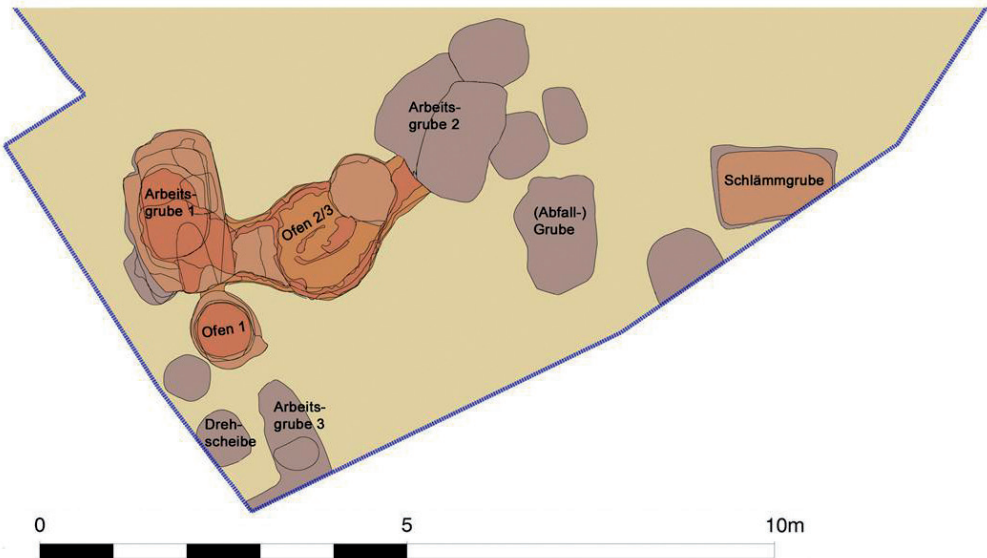 Arbeits-
grube 2
Arbeits-
grube 1
Ofen 2/3
(Abfall-)
Grube
Schlämmgrube
Ofen 1
Dreh-
scheibe
Arbeits-
grube 3
0
5
10m